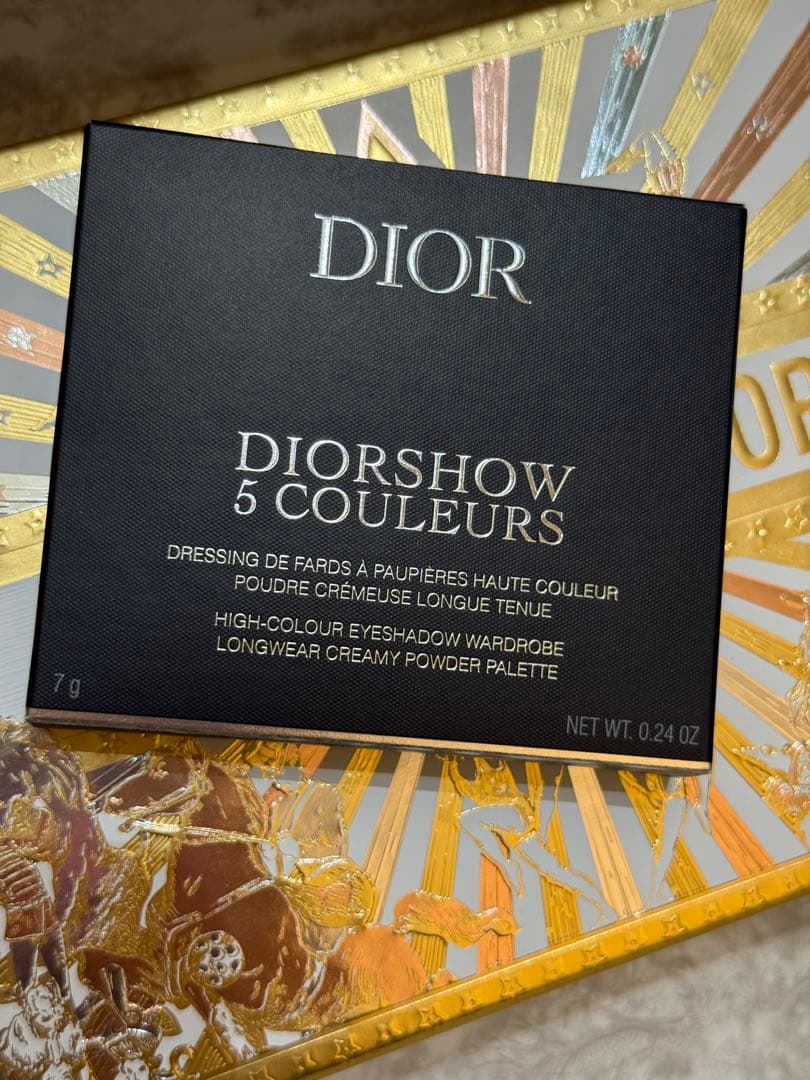 DIOR
DIORSHOW
5 COULEURS
DRESSING DE FARDS À PAUPIÈRES HAUTE COULEUR
POUDRE CRÉMEUSE LONGUE TENUE
HIGH-COLOUR EYESHADOW WARDROBE
LONGWEAR CREAMY POWDER PALETTE
7 g
NET WT. 0.24 OZ